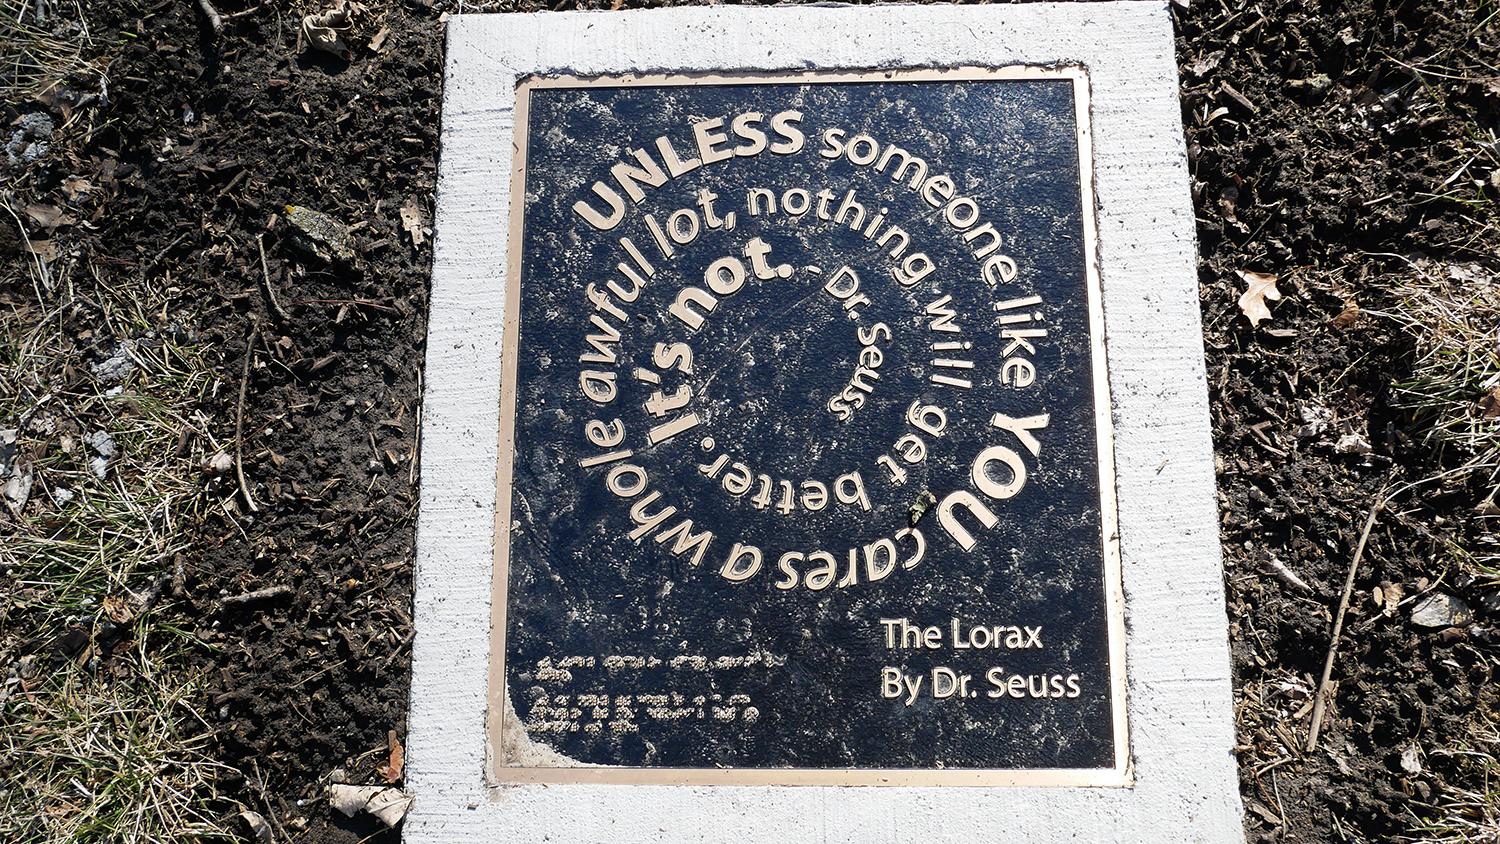 UNLESS someone like YOU cares a whole awful lot, nothing will get better. It's not. - Dr. Seuss
The Lorax
By Dr. Seuss